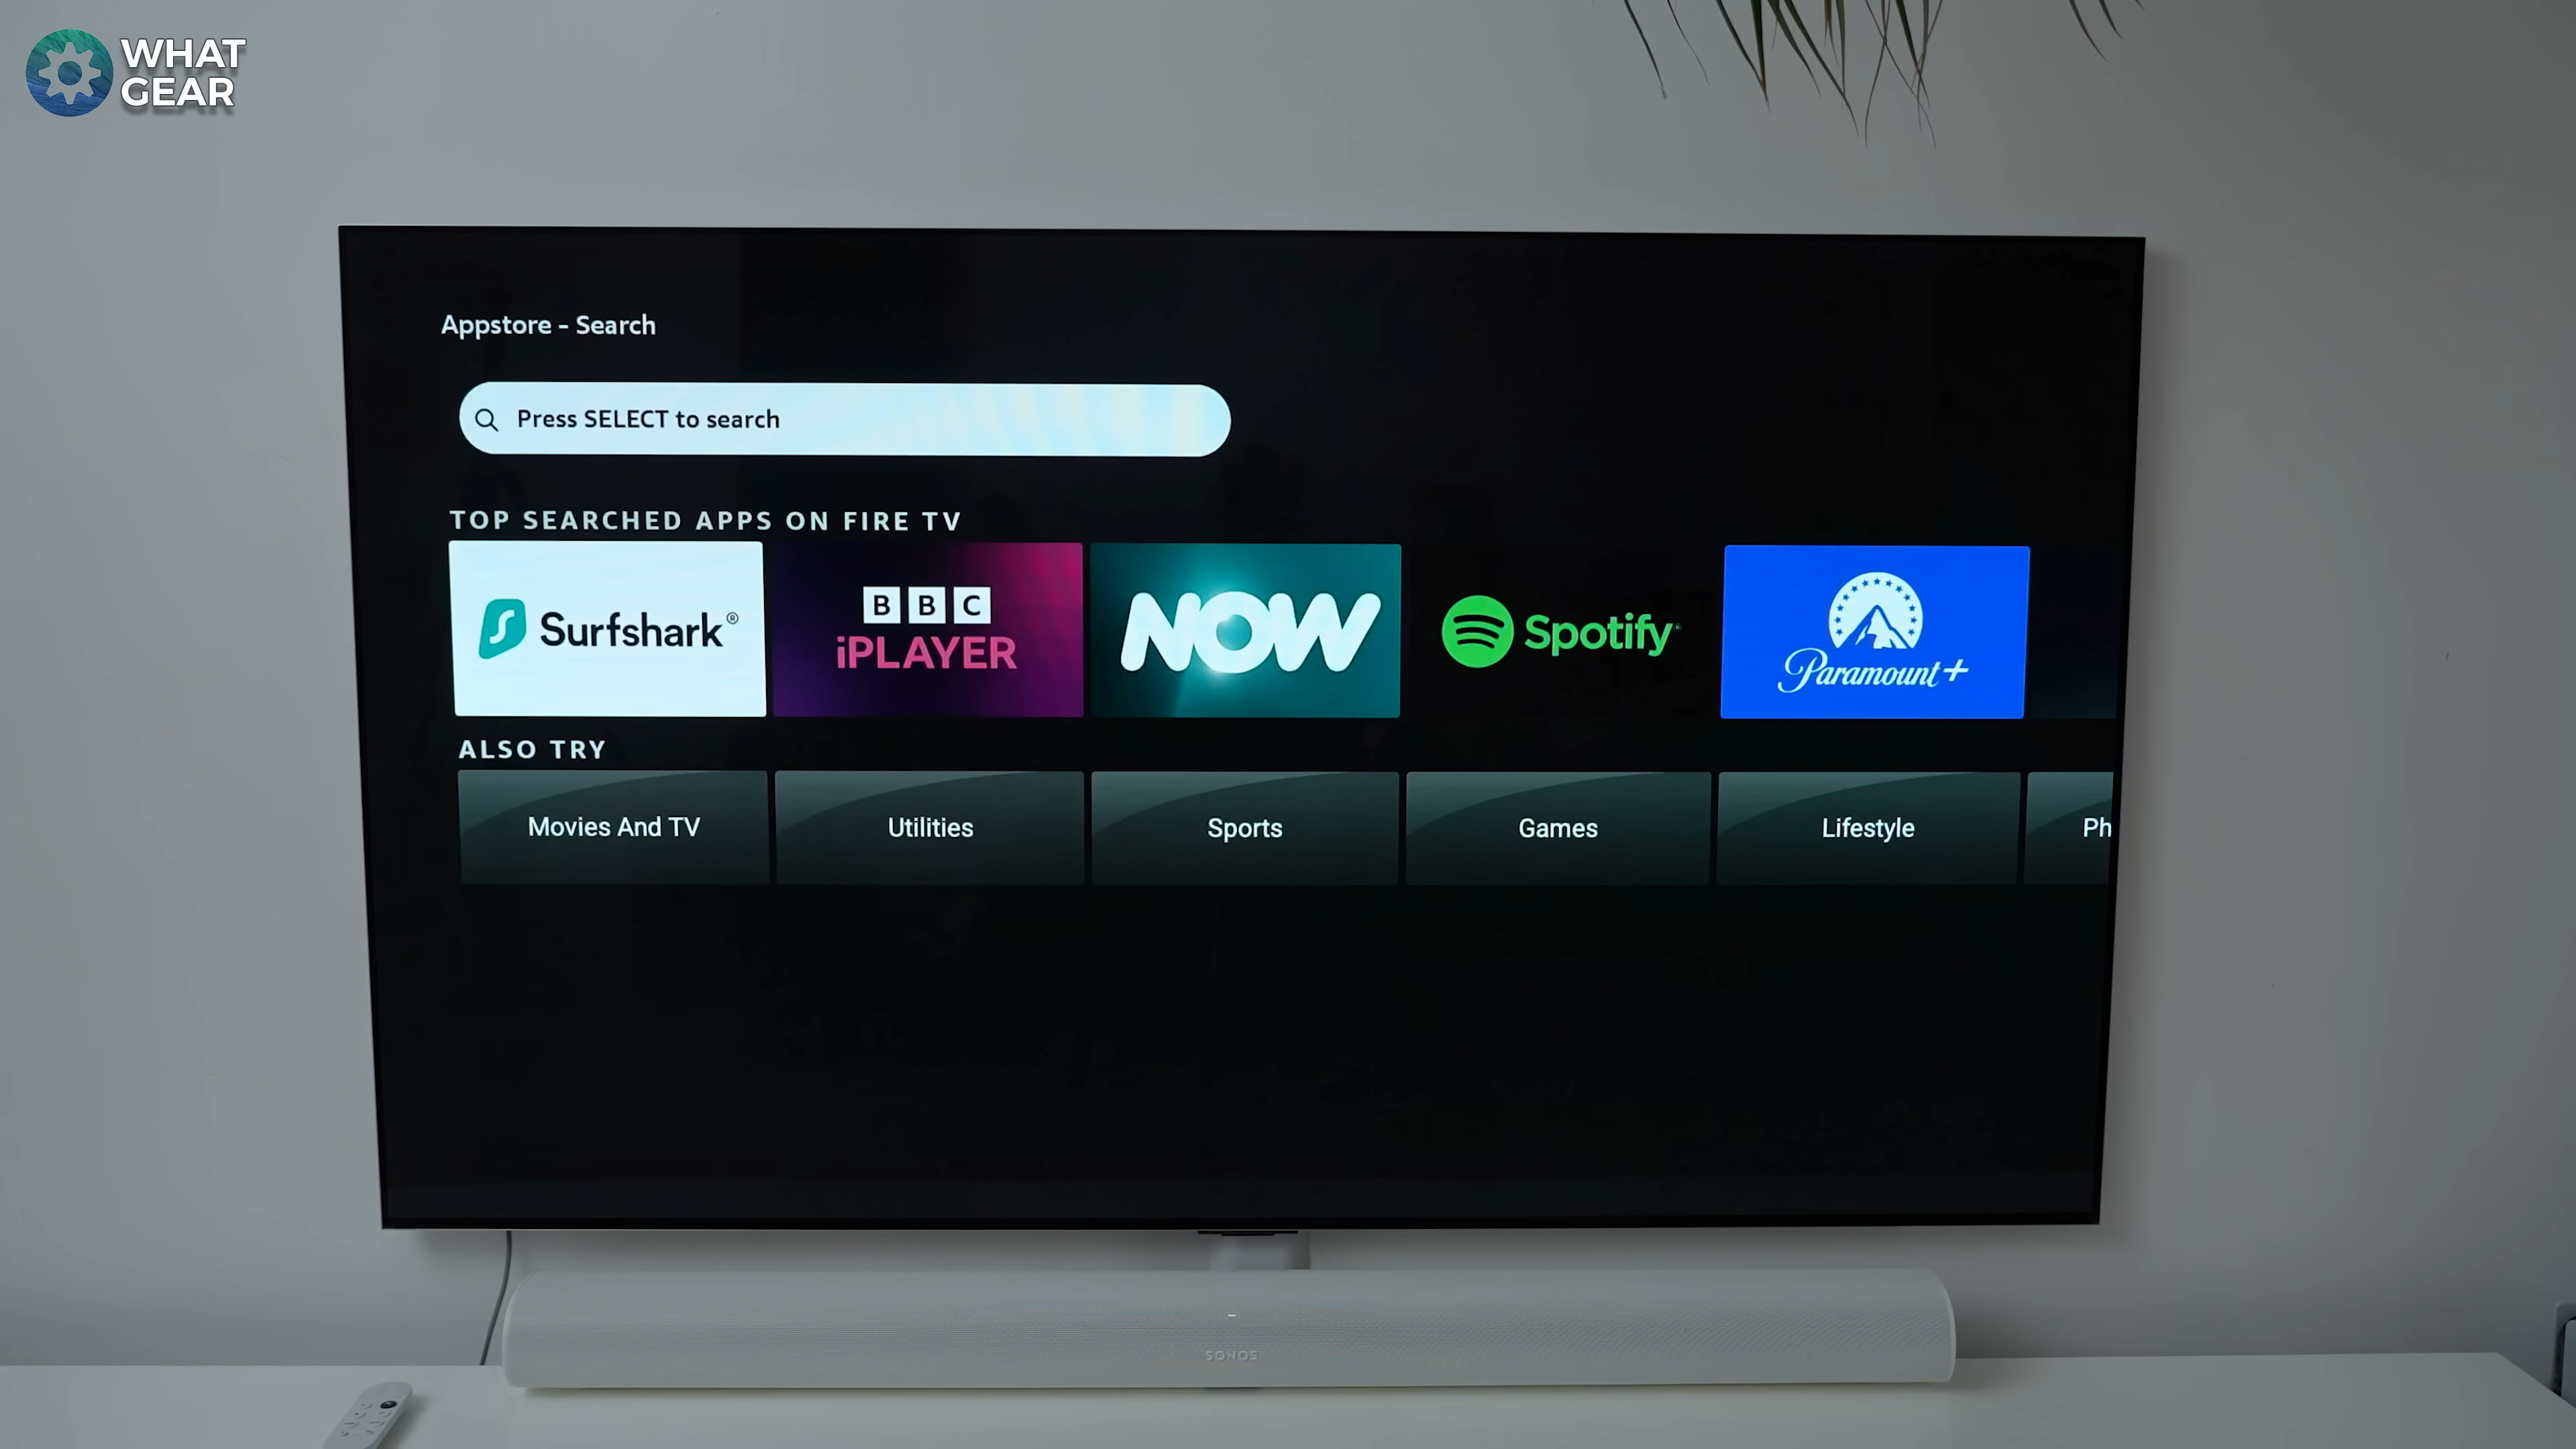 WHAT
GEAR
Appstore - Search
Press SELECT to search
TOP SEARCHED APPS ON FIRE TV
Surfshark®
BBC
iPLAYER
NOW
Spotify
Paramount+
ALSO TRY
Movies And TV
Utilities
Sports
Games
Lifestyle
Ph
SONOS